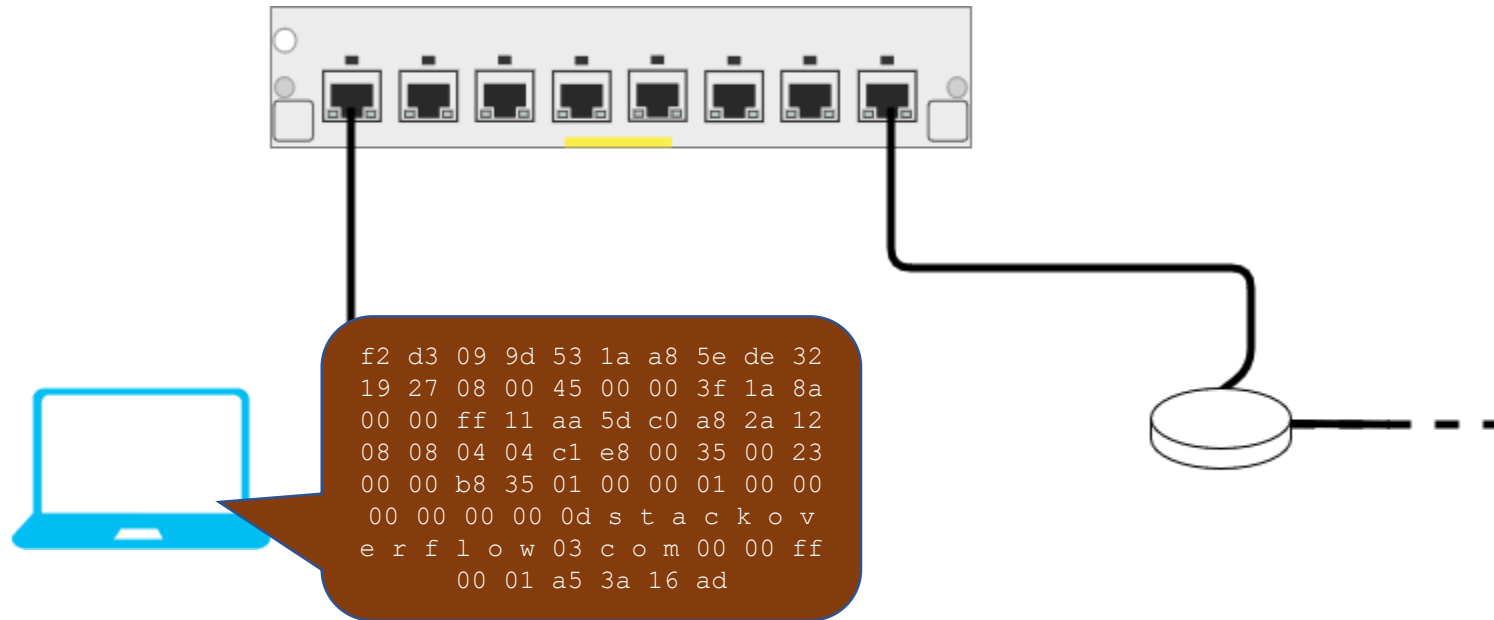 f2 d3 09 9d 53 1a a8 5e de 32
19 27 08 00 45 00 00 3f 1a 8a
00 00 ff 11 aa 5d c0 a8 2a 12
08 08 04 04 c1 e8 00 35 00 23
00 00 b8 35 01 00 00 01 00 00
00 00 00 00 0d s t a c k o v
e r f l o w 03 c o m 00 00 ff
00 01 a5 3a 16 ad